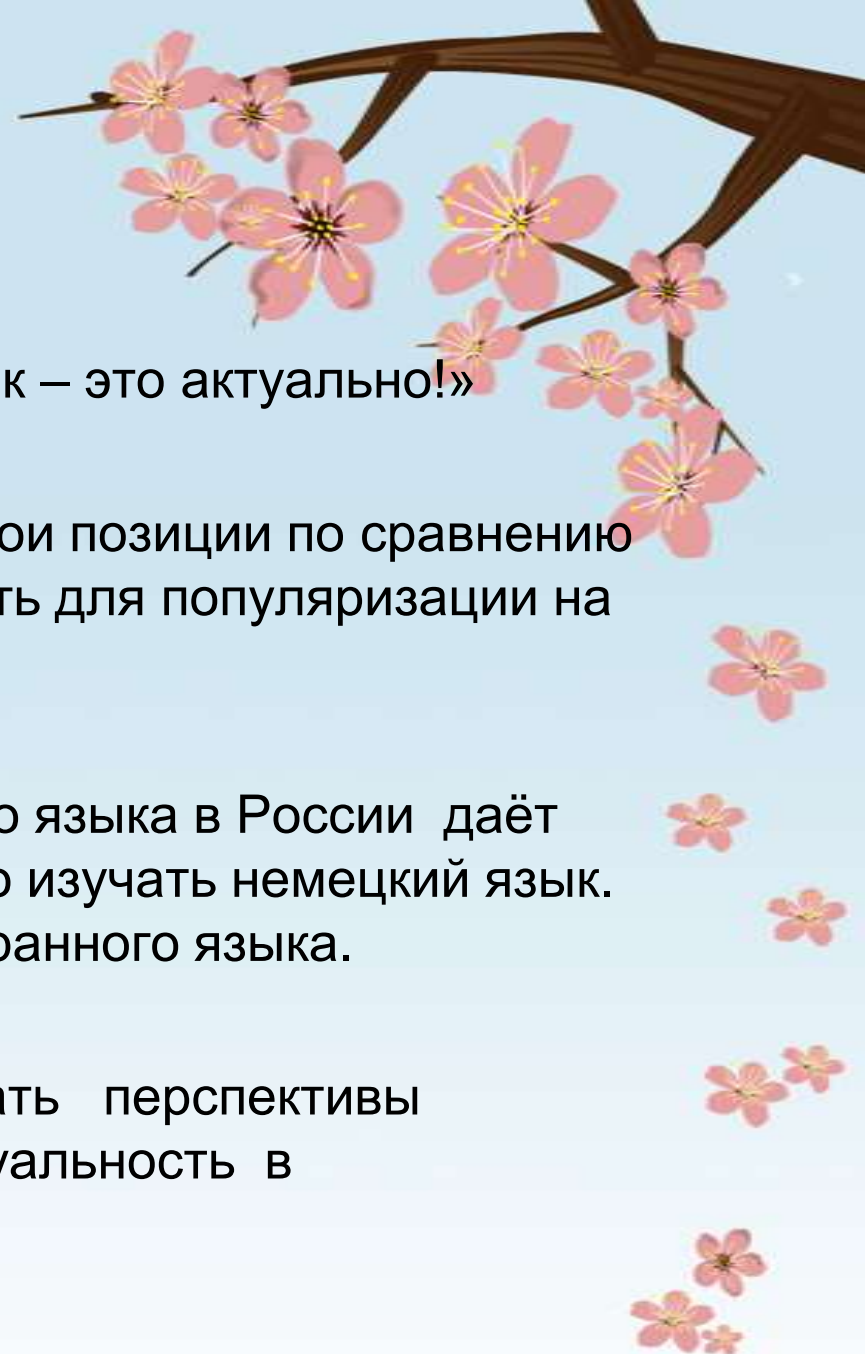 к – это актуально!»
ои позиции по сравнению
ть для популяризации на
о языка в России даёт
о изучать немецкий язык.
ранного языка.
ать перспективы
уальность в